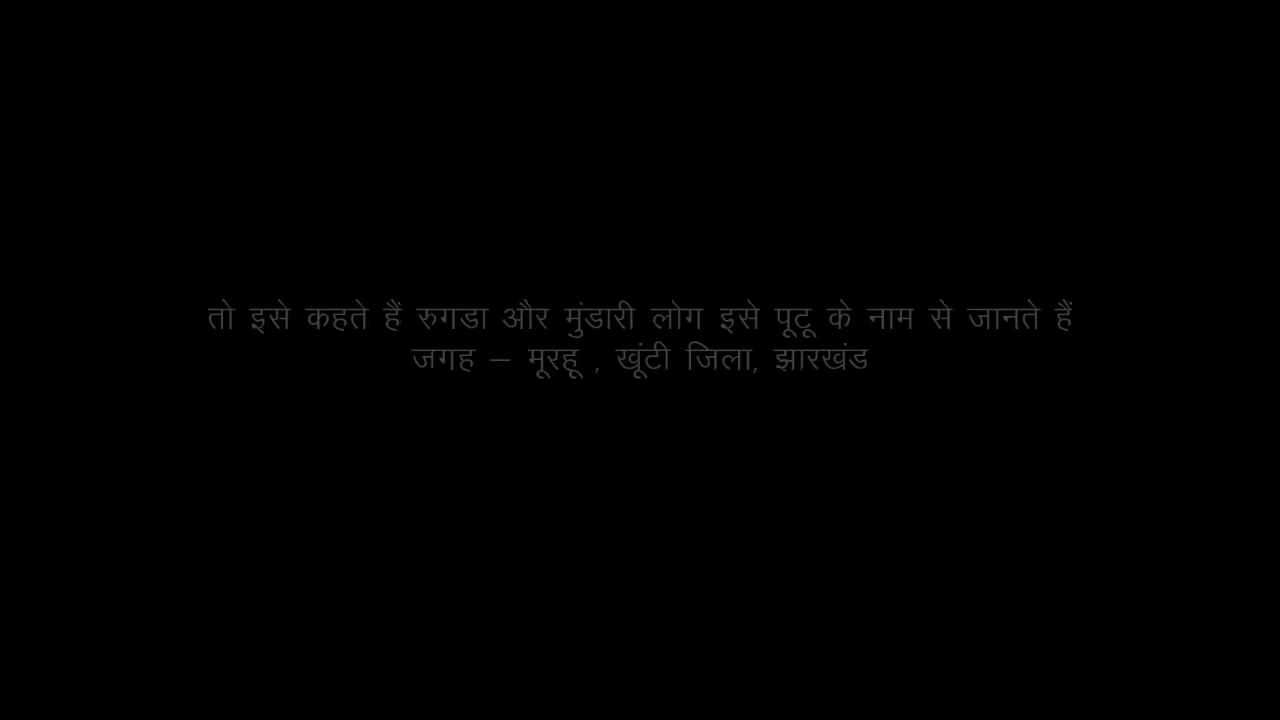 तो इसे कहते हैं रुगडा और मुंडारी लोग इसे पूटू के नाम से जानते हैं
जगह – मूरहू , खूंटी जिला, झारखंड